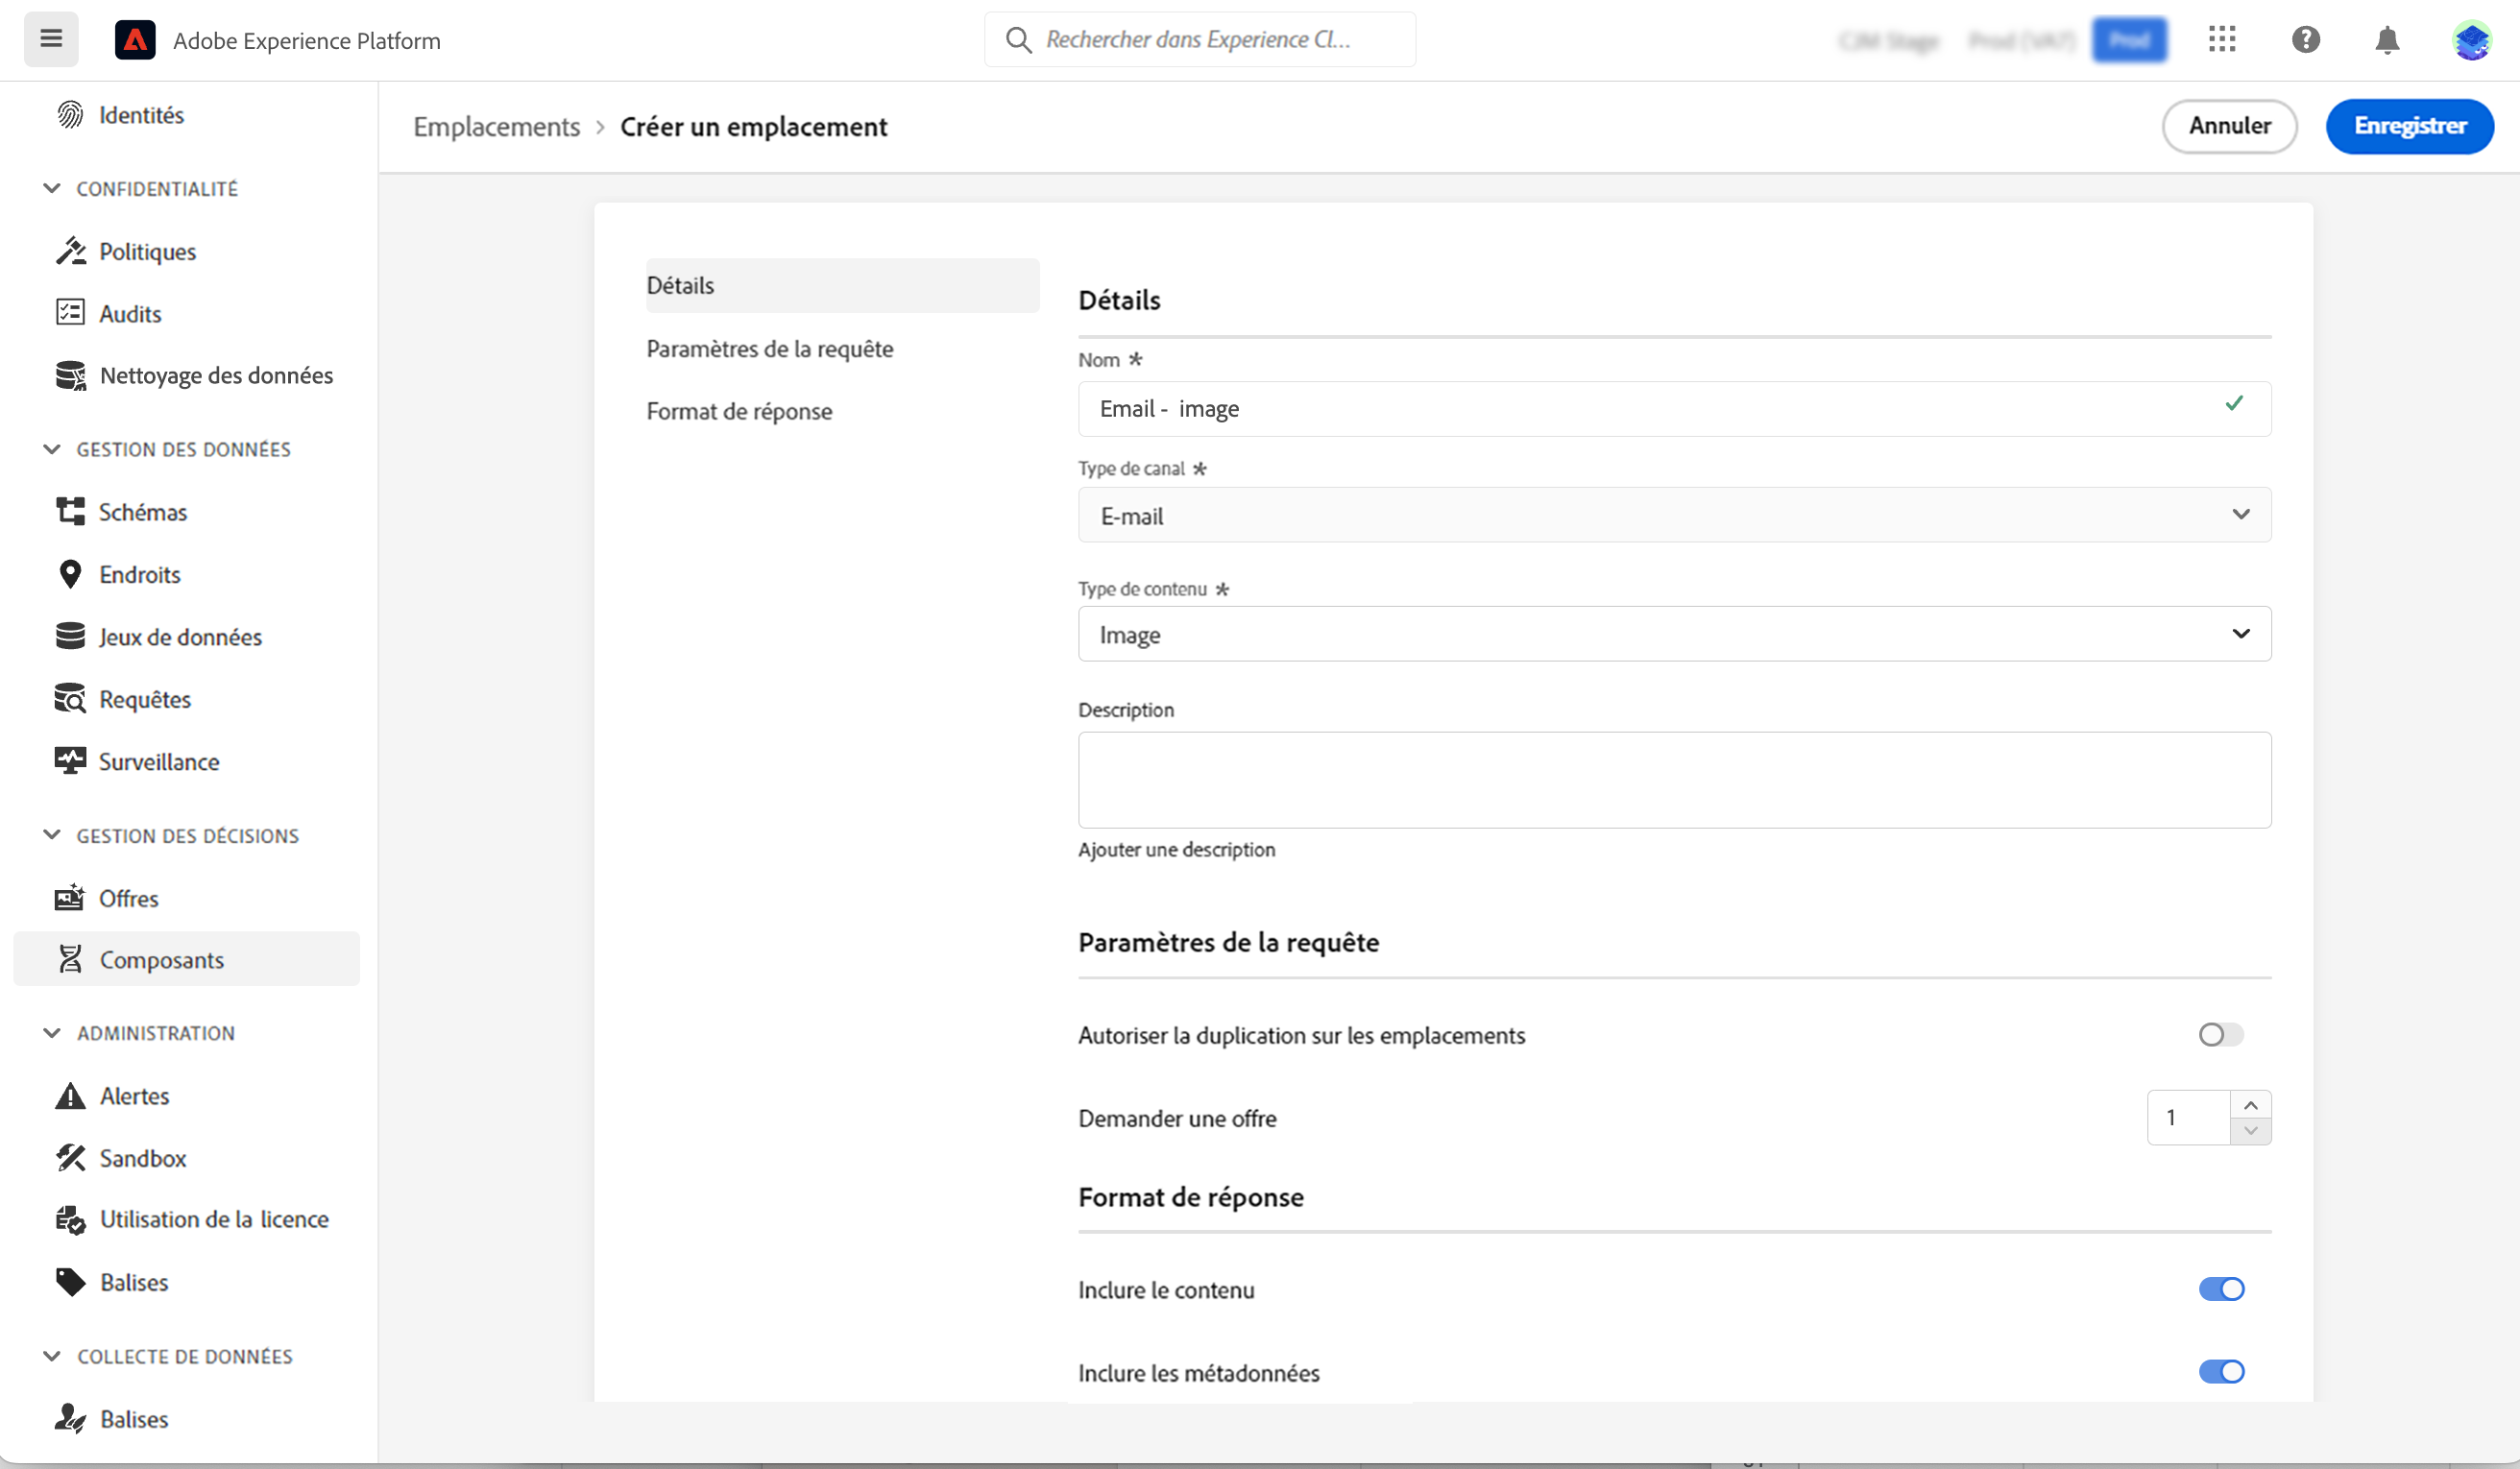 Adobe Experience Platform
Rechercher dans Experience Cl...
Prod
Identités
CONFIDENTIALITÉ
Politiques
Audits
Nettoyage des données
GESTION DES DONNÉES
Schémas
Endroits
Jeux de données
Requêtes
Surveillance
GESTION DES DÉCISIONS
Offres
Composants
ADMINISTRATION
Alertes
Sandbox
Utilisation de la licence
Balises
COLLECTE DE DONNÉES
Balises
Emplacements > Créer un emplacement
Annuler
Enregistrer
Détails
Paramètres de la requête
Format de réponse
Détails
Nom *
Email - image
Type de canal *
E-mail
Type de contenu *
Image
Description
Ajouter une description
Paramètres de la requête
Autoriser la duplication sur les emplacements
Demander une offre
1
Format de réponse
Inclure le contenu
Inclure les métadonnées